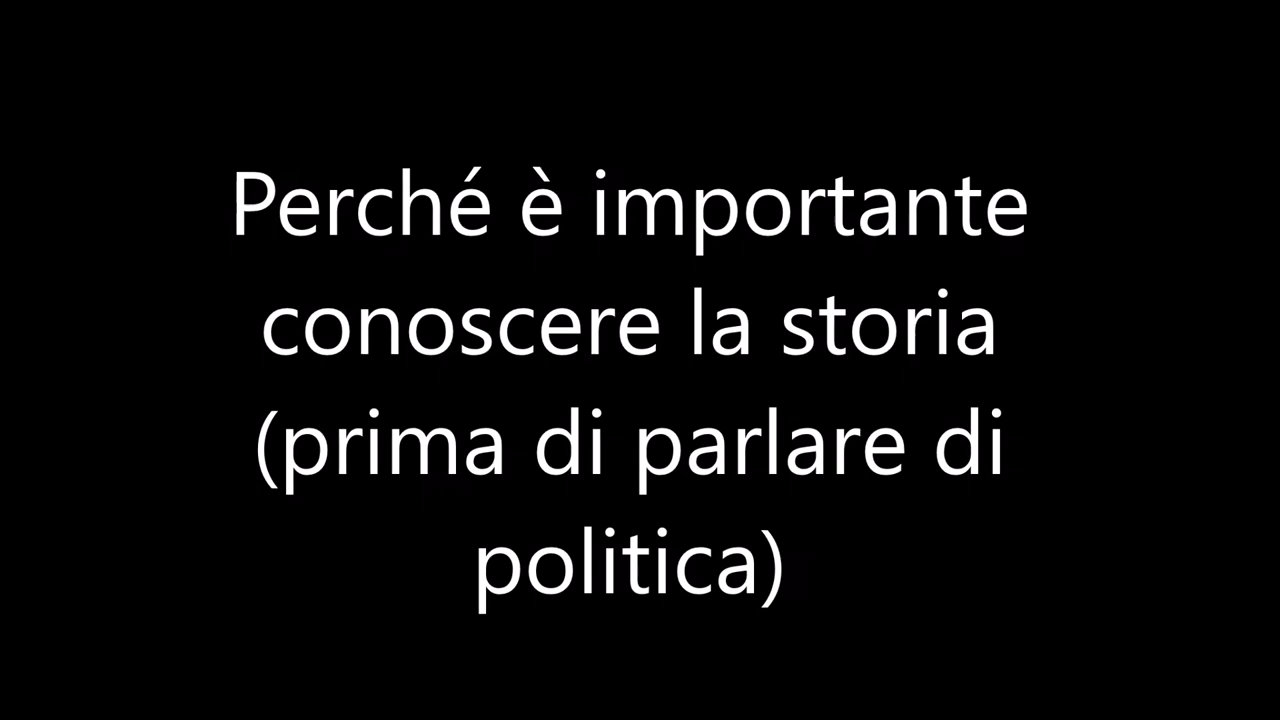 Perché è importante
conoscere la storia
(prima di parlare di
politica)